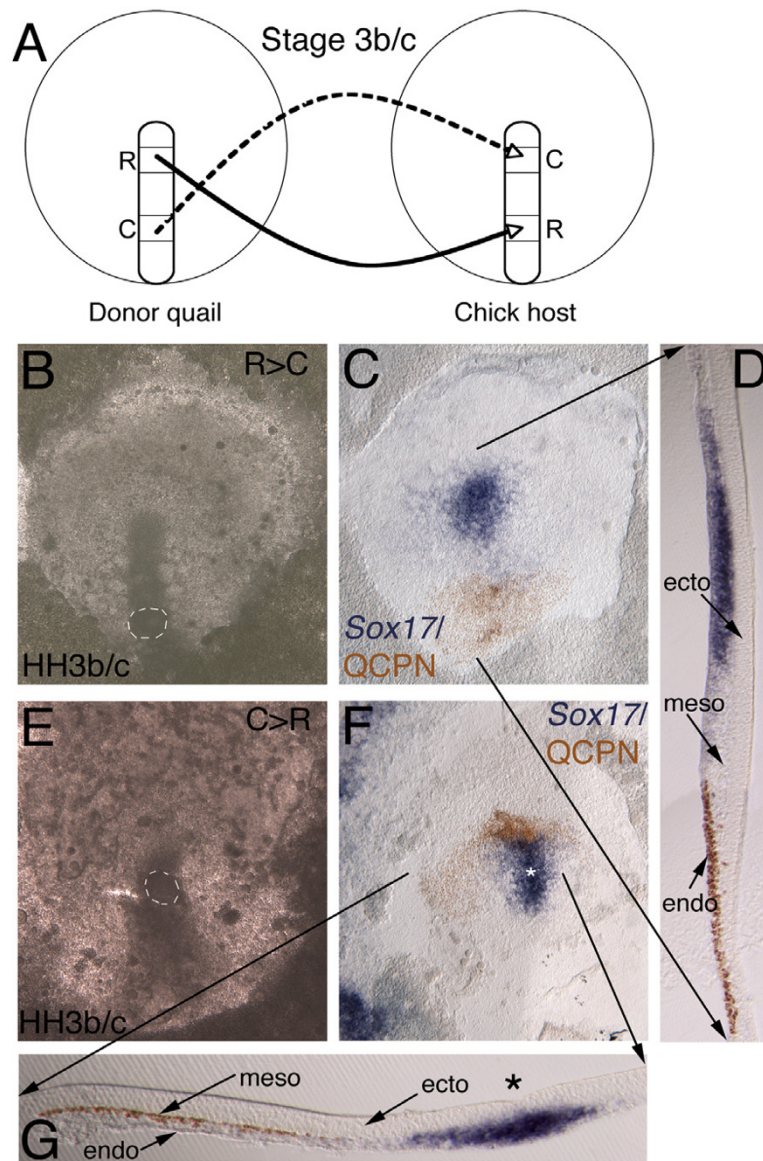 A
Stage 3b/c
R
C
C
R
Donor quail
Chick host
B
R>C
HH3b/c
C
Sox17/
QCPN
D
ecto
meso
endo
E
C>R
HH3b/c
F
Sox17/
QCPN
*
G
meso
ecto
*
endo